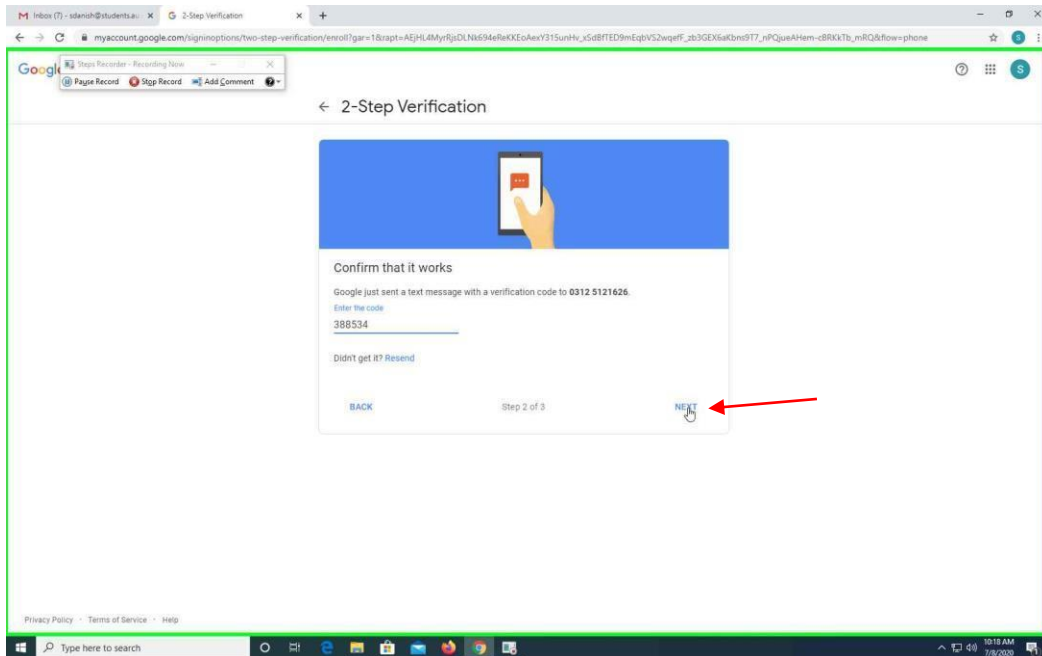 Inbox (7) - sdanish@students.au
2-Step Verification
myaccount.google.com/signinoptions/two-step-verification/enroll?gar=1&rapt=
&flow=phone
Steps Recorder - Recording Now
Googl
Pause Record Stop Record Add Comment
S
2-Step Verification
Confirm that it works
Google just sent a text message with a verification code to 0312 5121626.
Enter the code
388534
Didn't get it? Resend
BACK Step 2 of 3 NEXT
Privacy Policy · Terms of Service · Help
Type here to search
10:18 AM
7/8/2020